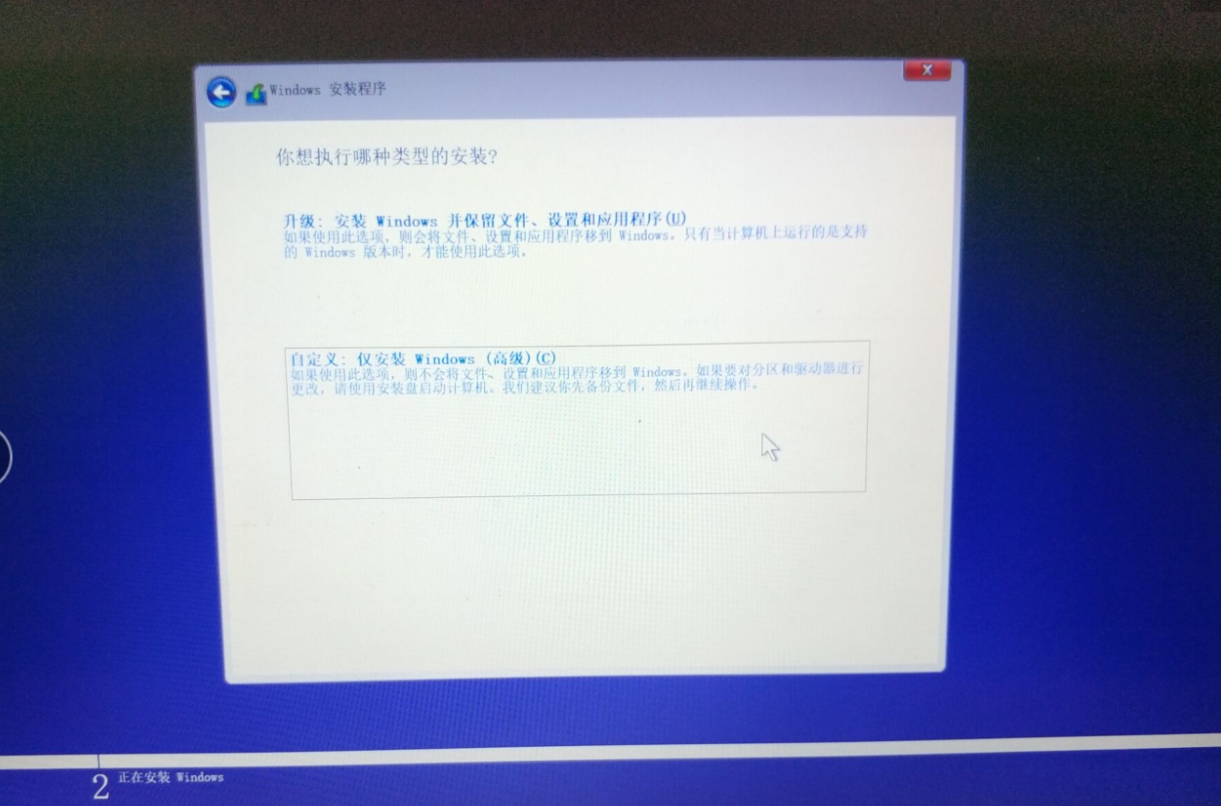 Windows 安装程序
你想执行哪种类型的安装?
升级: 安装 Windows 并保留文件、设置和应用程序(U)
如果使用此选项，则会将文件、设置和应用程序移到 Windows。只有当计算机上运行的是支持
的 Windows 版本时，才能使用此选项。
自定义: 仅安装 Windows (高级)(C)
如果使用此选项，则不会将文件、设置和应用程序移到 Windows。如果要对分区和驱动器进行
更改，请使用安装盘启动计算机。我们建议你先备份文件，然后再继续操作。
2 正在安装 Windows